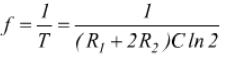 f = 1/T = 1/((R₁ + 2R₂)C ln 2)